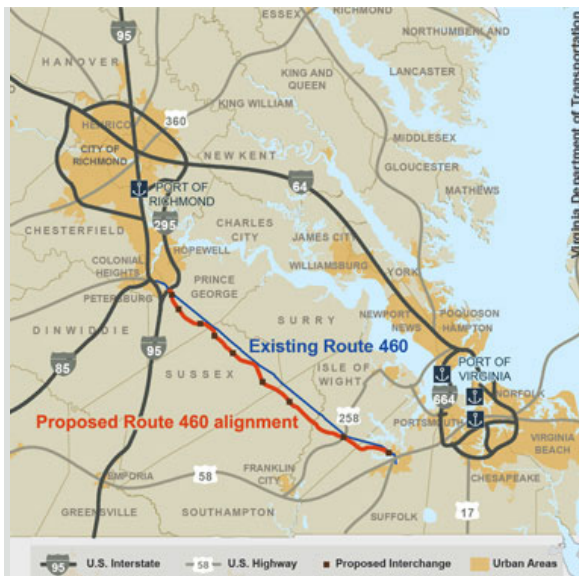 ESSEX
RICHMOND
95
NORTHUMBERLAND
HANOVER
KING AND
QUEEN
LANCASTER
KING WILLIAM
HENRICO
360
CITY OF
RICHMOND
NEW KENT
MIDDLESEX
GLOUCESTER
MATHEWS
64
PORT OF
RICHMOND
295
CHARLES
CITY
CHESTERFIELD
JAMES CITY
HOPEWELL
WILLIAMSBURG
YORK
COLONIAL
HEIGHTS
PRINCE
GEORGE
PETERSBURG
POQUOSON
NEWPORT
NEWS
HAMPTON
DINWIDDIE
SURRY
Existing Route 460
85
95
SUSSEX
ISLE OF
WIGHT
PORT OF
VIRGINIA
664
NORFOLK
Proposed Route 460 alignment
258
PORTSMOUTH
VIRGINIA
BEACH
EMPORIA
58
FRANKLIN
CITY
CHESAPEAKE
GREENSVILLE
SOUTHAMPTON
SUFFOLK
17
Virginia Department of Transportation
95 U.S. Interstate
58 U.S. Highway
Proposed Interchange
Urban Areas